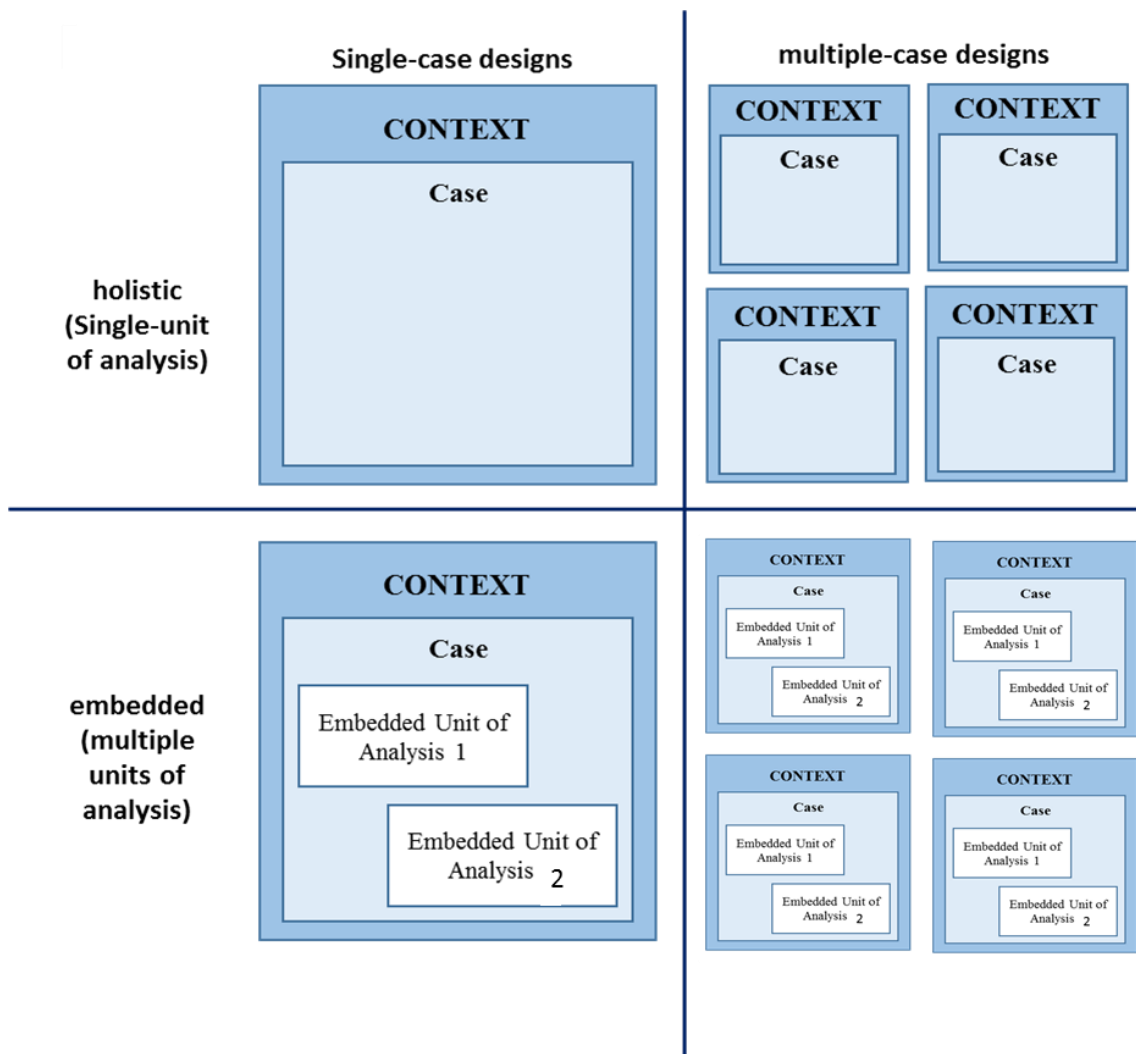 Single-case designs
multiple-case designs
holistic
(Single-unit
of analysis)
CONTEXT
Case
CONTEXT
Case
CONTEXT
Case
CONTEXT
Case
CONTEXT
Case
embedded
(multiple
units of
analysis)
CONTEXT
Case
Embedded Unit of
Analysis 1
Embedded Unit of
Analysis 2
CONTEXT
Case
Embedded Unit of
Analysis 1
Embedded Unit of
Analysis 2
CONTEXT
Case
Embedded Unit of
Analysis 1
Embedded Unit of
Analysis 2
CONTEXT
Case
Embedded Unit of
Analysis 1
Embedded Unit of
Analysis 2
CONTEXT
Case
Embedded Unit of
Analysis 1
Embedded Unit of
Analysis 2